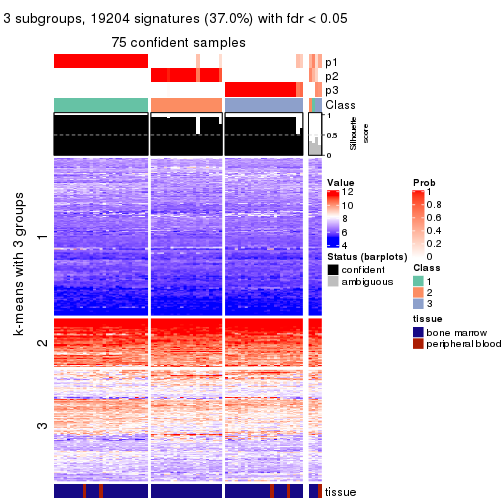 3 subgroups, 19204 signatures (37.0%) with fdr < 0.05
75 confident samples
p1
p2
p3
Class
1
0.5
0
Silhouette
score
k-means with 3 groups
1
2
3
tissue
Value
12
10
8
6
4
Prob
1
0.8
0.6
0.4
0.2
0
Status (barplots)
confident
ambiguous
Class
1
2
3
tissue
bone marrow
peripheral blood